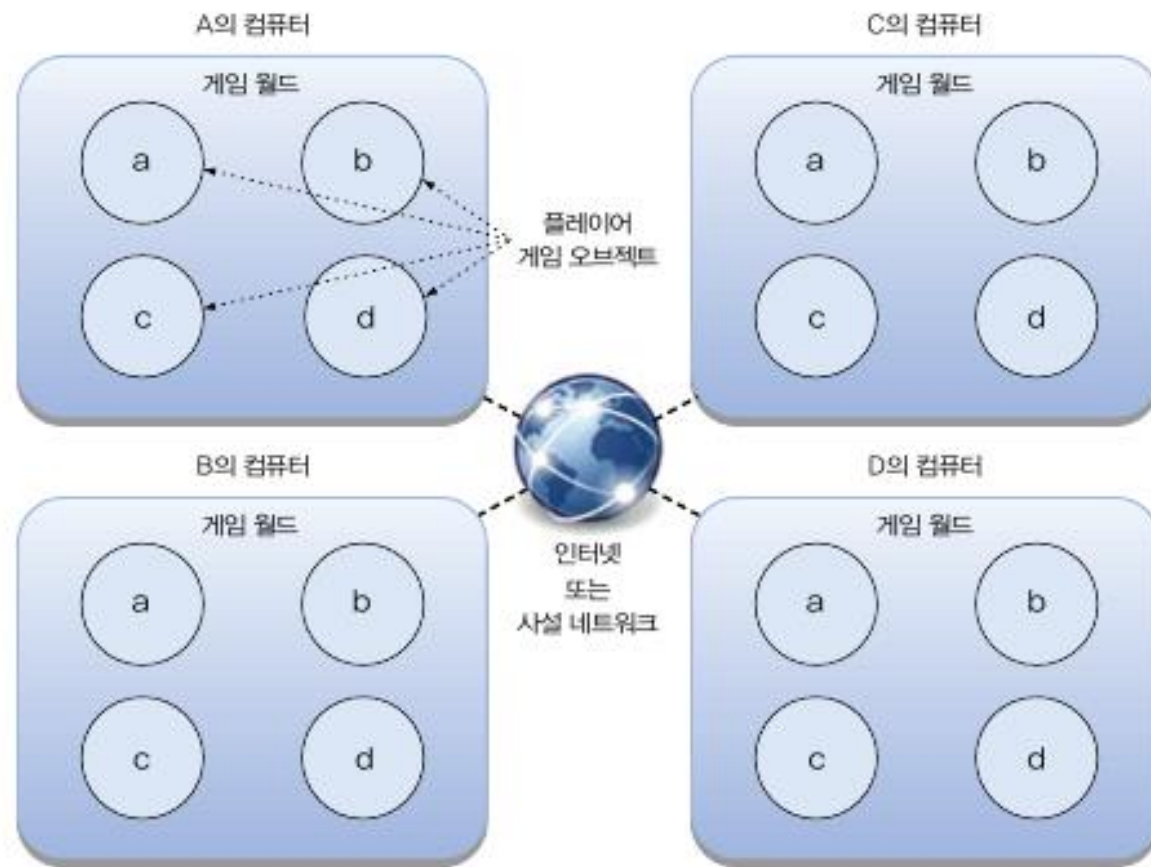 A의 컴퓨터
게임 월드
a
b
c
d
플레이어
게임 오브젝트
C의 컴퓨터
게임 월드
a
b
c
d
인터넷
또는
사설 네트워크
B의 컴퓨터
게임 월드
a
b
c
d
D의 컴퓨터
게임 월드
a
b
c
d